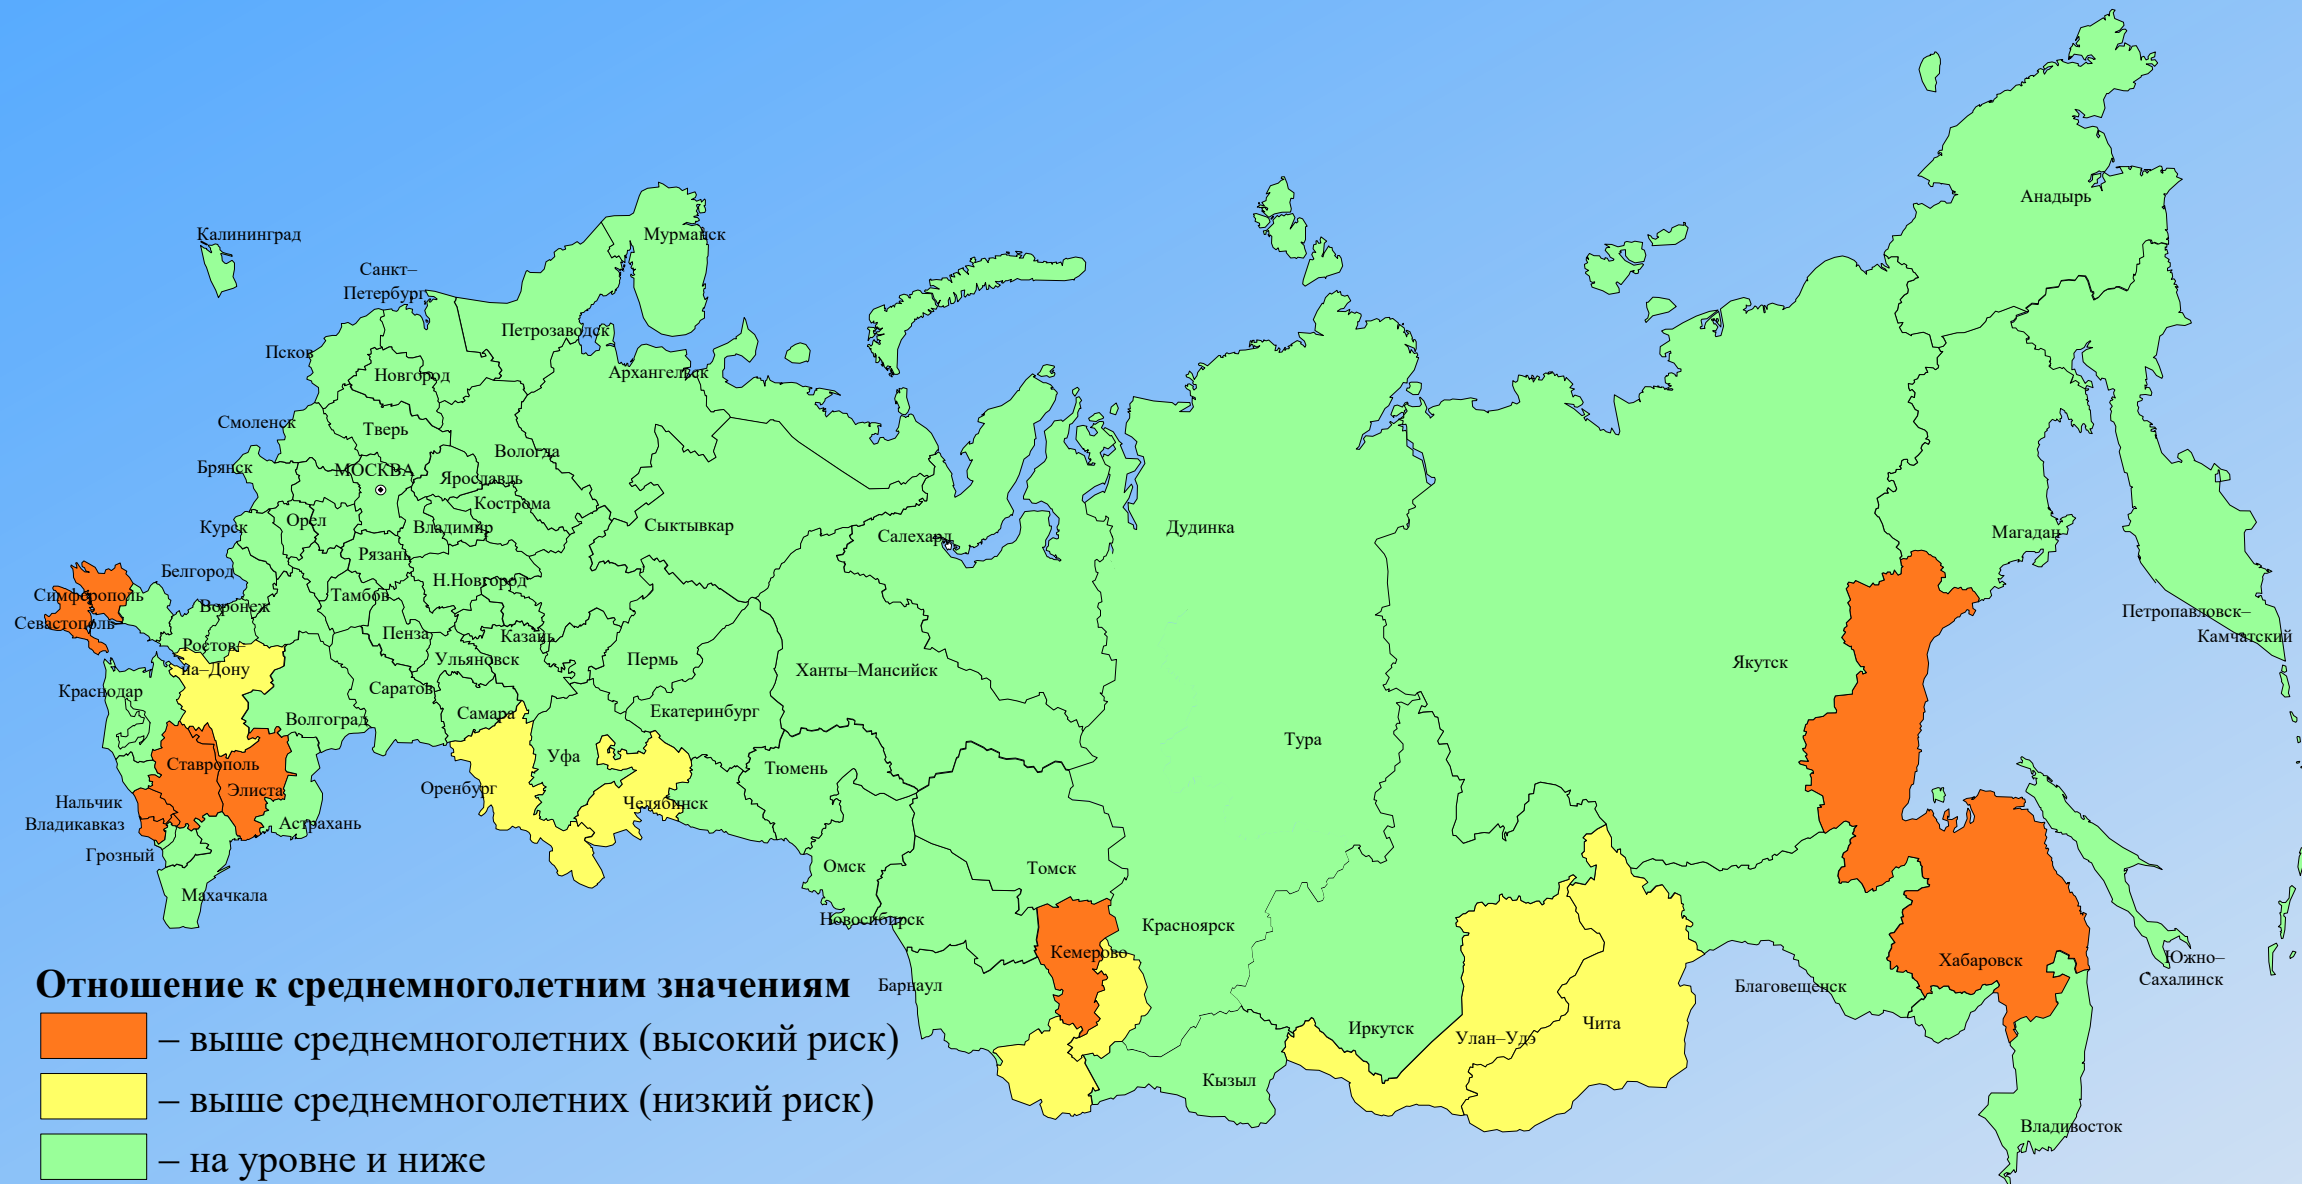 Анадырь
Калининград
Мурманск
Санкт–
Петербург
Петрозаводск
Псков
Архангельск
Новгород
Смоленск
Тверь
Вологда
Брянск
МОСКВА
Ярославль
Кострома
Курск
Орел
Владимир
Сыктывкар
Салехард
Дудинка
Магадан
Рязань
Белгород
Н.Новгород
Симферополь
Тамбов
Воронеж
Петропавловск–
Камчатский
Севастополь
Пенза
Казань
Ростов–
на–Дону
Ульяновск
Пермь
Ханты–Мансийск
Якутск
Краснодар
Саратов
Волгоград
Самара
Екатеринбург
Тура
Ставрополь
Уфа
Тюмень
Элиста
Оренбург
Нальчик
Челябинск
Владикавказ
Астрахань
Грозный
Омск
Томск
Махачкала
Новосибирск
Красноярск
Кемерово
Хабаровск
Южно–
Сахалинск
Барнаул
Благовещенск
Иркутск
Улан–Удэ
Чита
Кызыл
Владивосток
Отношение к среднемноголетним значениям
– выше среднемноголетних (высокий риск)
– выше среднемноголетних (низкий риск)
– на уровне и ниже